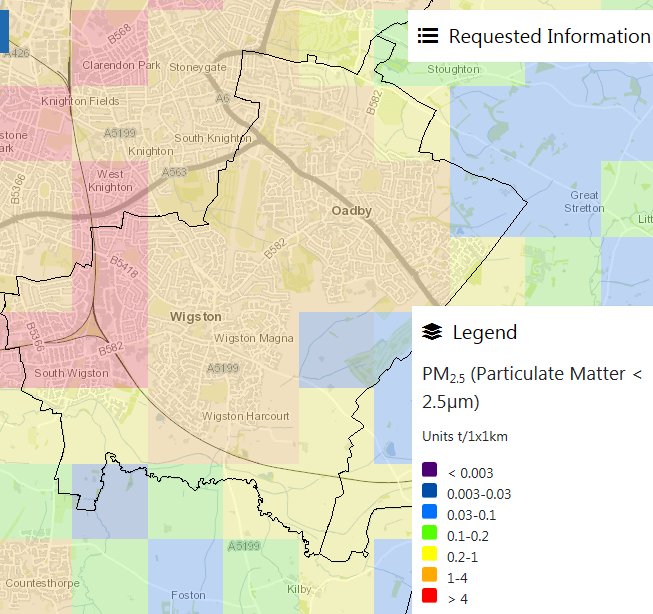 B568
A426
Clarendon Park
Stoneygate
Requested Information
Stoughton
Knighton Fields
A6
B582
A5199
South Knighton
Knighton
West
Knighton
A563
B5366
Great
Stretton
Oadby
B582
B5418
Wigston
Wigston Magna
B5366
B582
A5199
South Wigston
Wigston Harcourt
A5199
Countesthorpe
Foston
Kilby
Legend
PM2.5 (Particulate Matter <
2.5µm)
Units t/1x1km
< 0.003
0.003-0.03
0.03-0.1
0.1-0.2
0.2-1
1-4
> 4